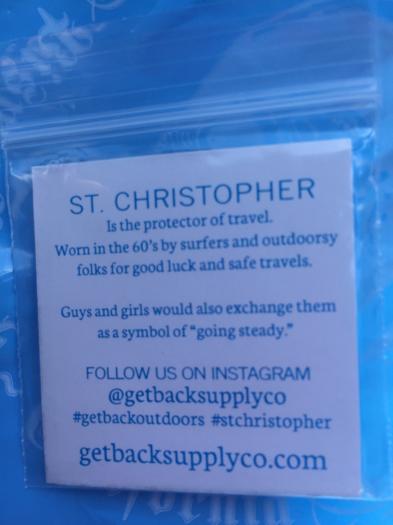 ST. CHRISTOPHER
Is the protector of travel.
Worn in the 60's by surfers and outdoorsy
folks for good luck and safe travels.
Guys and girls would also exchange them
as a symbol of "going steady."
FOLLOW US ON INSTAGRAM
@getbacksupplyco
#getbackoutdoors #stchristopher
getbacksupplyco.com